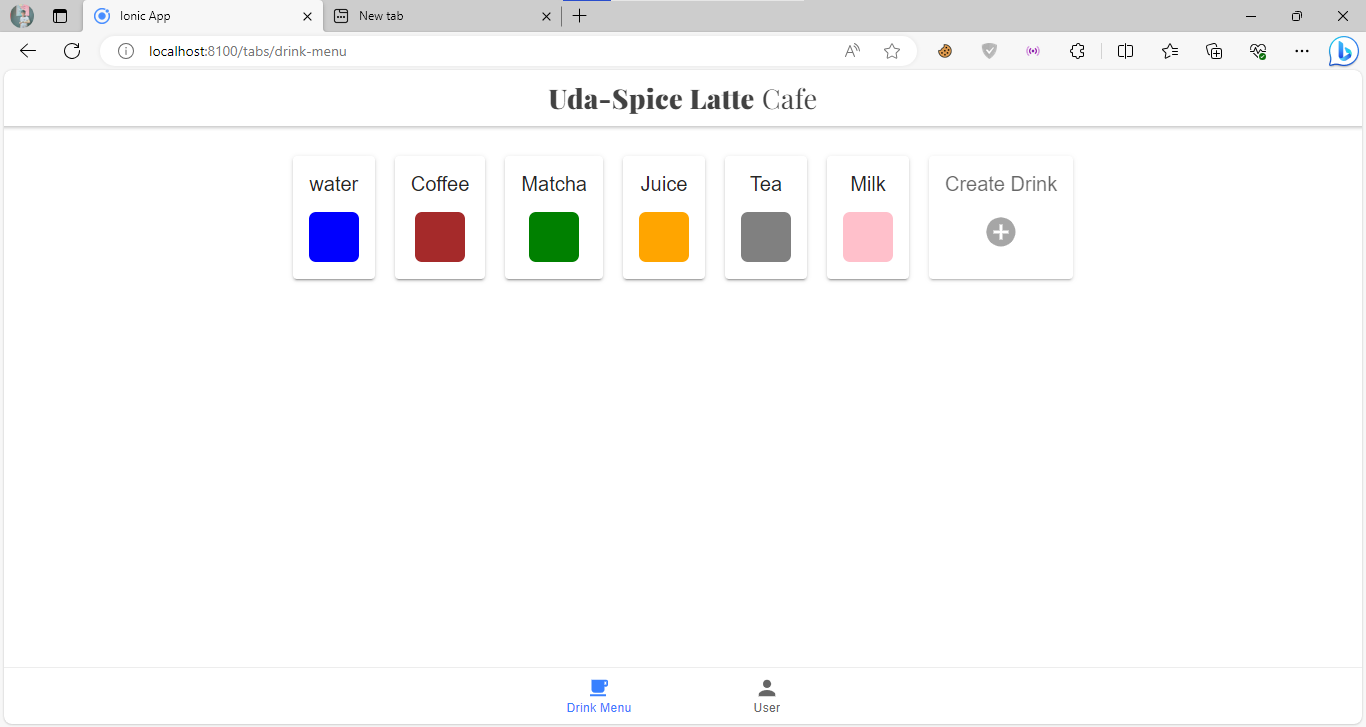 Ionic App
New tab
localhost:8100/tabs/drink-menu
Uda-Spice Latte Cafe
water Coffee Matcha Juice Tea Milk Create Drink
Drink Menu User